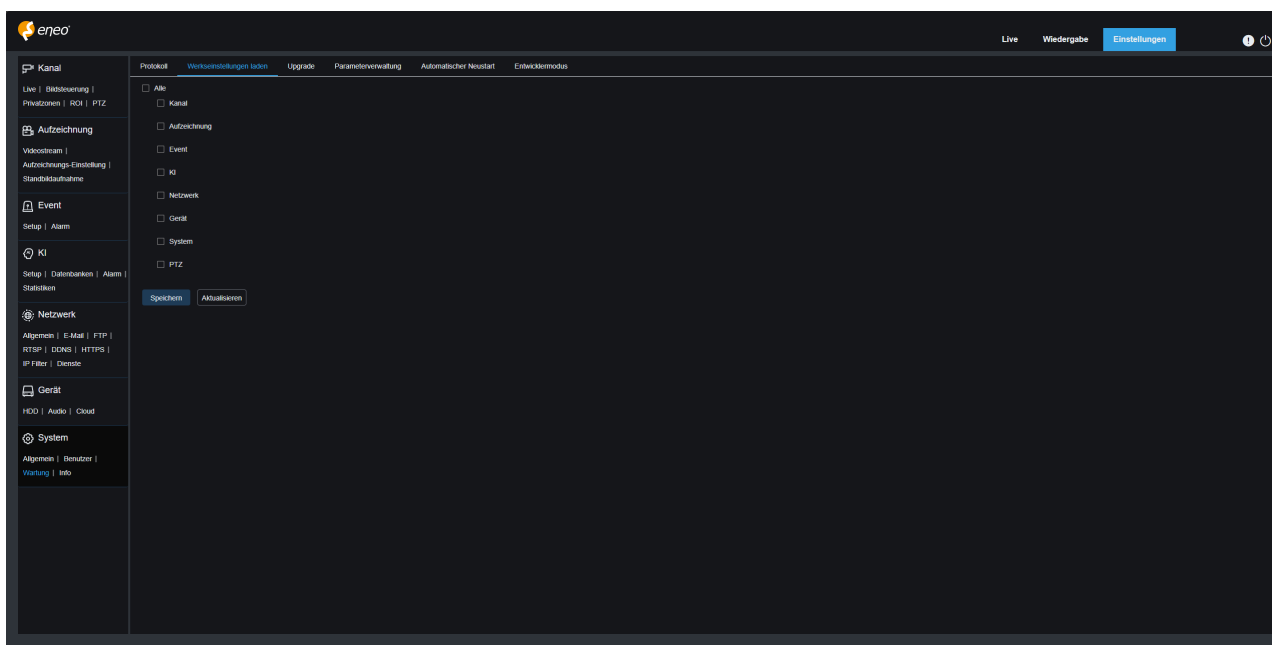 eneo
Live Wiedergabe Einstellungen
Kanal
Live | Bildsteuerung |
Privatzonen | ROI | PTZ
Aufzeichnung
Videostream |
Aufzeichnungs-Einstellung |
Standbildaufnahme
Event
Setup | Alarm
KI
Setup | Datenbanken | Alarm |
Statistiken
Netzwerk
Allgemein | E-Mail | FTP |
RTSP | DDNS | HTTPS |
IP Filter | Dienste
Gerät
HDD | Audio | Cloud
System
Allgemein | Benutzer |
Wartung | Info
Protokoll Werkseinstellungen laden Upgrade Parameterverwaltung Automatischer Neustart Entwicklermodus
Alle
Kanal
Aufzeichnung
Event
KI
Netzwerk
Gerät
System
PTZ
Speichern Aktualisieren